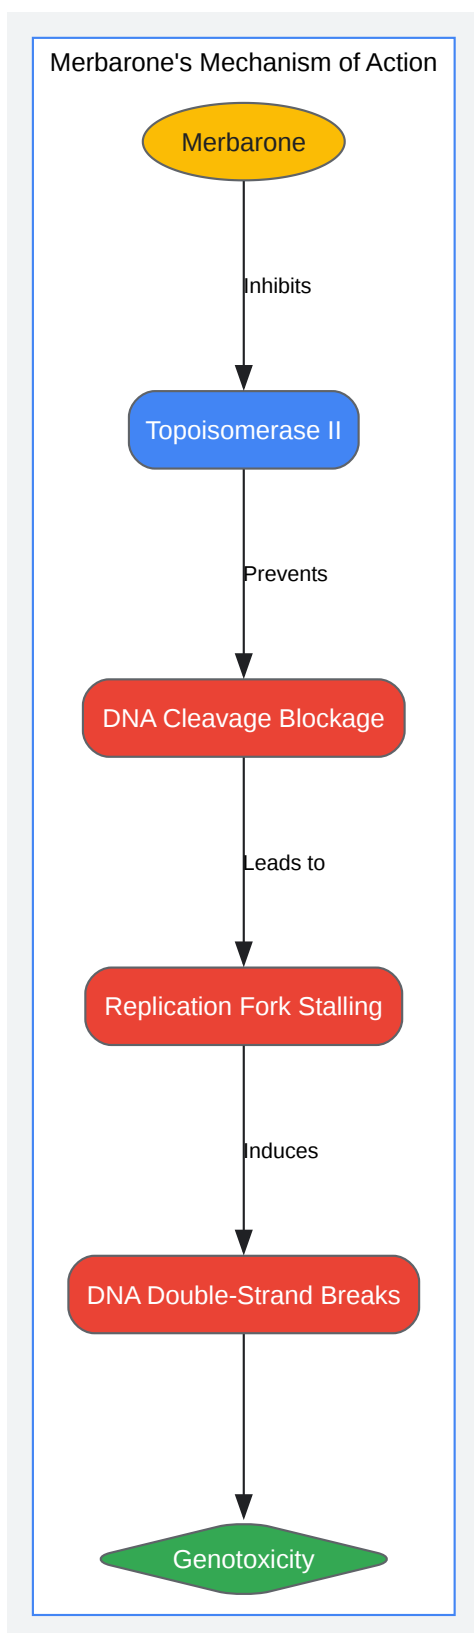 Merbarone's Mechanism of Action
Merbarone
Inhibits
Topoisomerase II
Prevents
DNA Cleavage Blockage
Leads to
Replication Fork Stalling
Induces
DNA Double-Strand Breaks
Genotoxicity